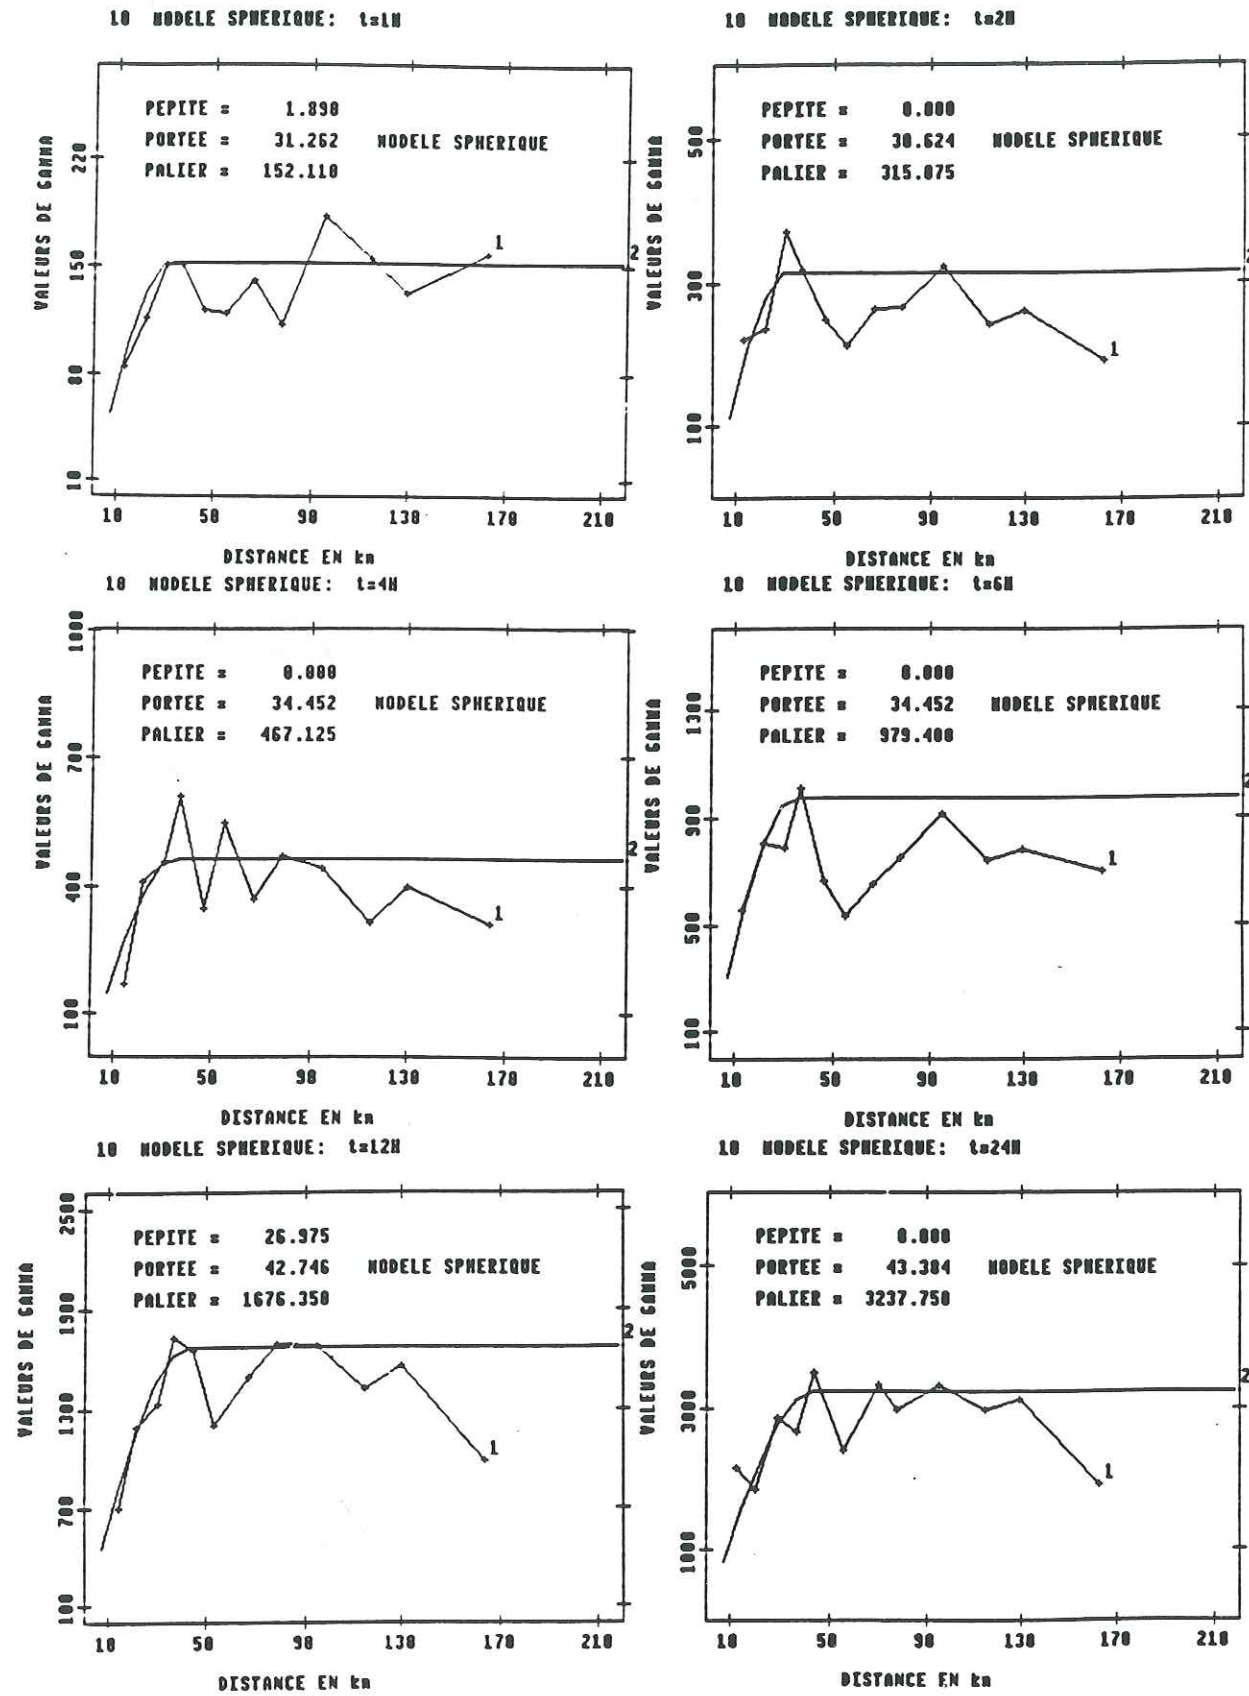 10 MODELE SPHERIQUE: t=1H
PEPITE = 1.890
PORTEE = 31.262 MODELE SPHERIQUE
PALIER = 152.110
VALEURS DE GAMMA
220
150
80
10
1
2
10 50 90 130 170 210
DISTANCE EN km
10 MODELE SPHERIQUE: t=2H
PEPITE = 0.000
PORTEE = 30.624 MODELE SPHERIQUE
PALIER = 315.075
VALEURS DE GAMMA
500
300
100
1
2
10 50 90 130 170 210
DISTANCE EN km
10 MODELE SPHERIQUE: t=4H
PEPITE = 0.000
PORTEE = 34.452 MODELE SPHERIQUE
PALIER = 467.125
VALEURS DE GAMMA
1000
700
400
100
1
2
10 50 90 130 170 210
DISTANCE EN km
10 MODELE SPHERIQUE: t=6H
PEPITE = 0.000
PORTEE = 34.452 MODELE SPHERIQUE
PALIER = 979.400
VALEURS DE GAMMA
1300
900
500
100
1
2
10 50 90 130 170 210
DISTANCE EN km
10 MODELE SPHERIQUE: t=12H
PEPITE = 26.975
PORTEE = 42.746 MODELE SPHERIQUE
PALIER = 1676.350
VALEURS DE GAMMA
2500
1900
1300
700
100
1
2
10 50 90 130 170 210
DISTANCE EN km
10 MODELE SPHERIQUE: t=24H
PEPITE = 0.000
PORTEE = 43.384 MODELE SPHERIQUE
PALIER = 3237.750
VALEURS DE GAMMA
5000
3000
1000
1
2
10 50 90 130 170 210
DISTANCE EN km